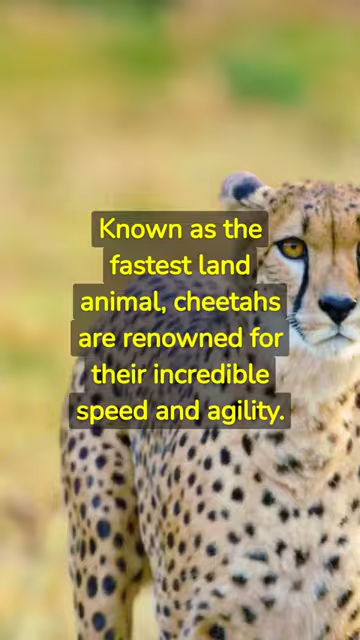 Known as the
fastest land
animal, cheetahs
are renowned for
their incredible
speed and agility.